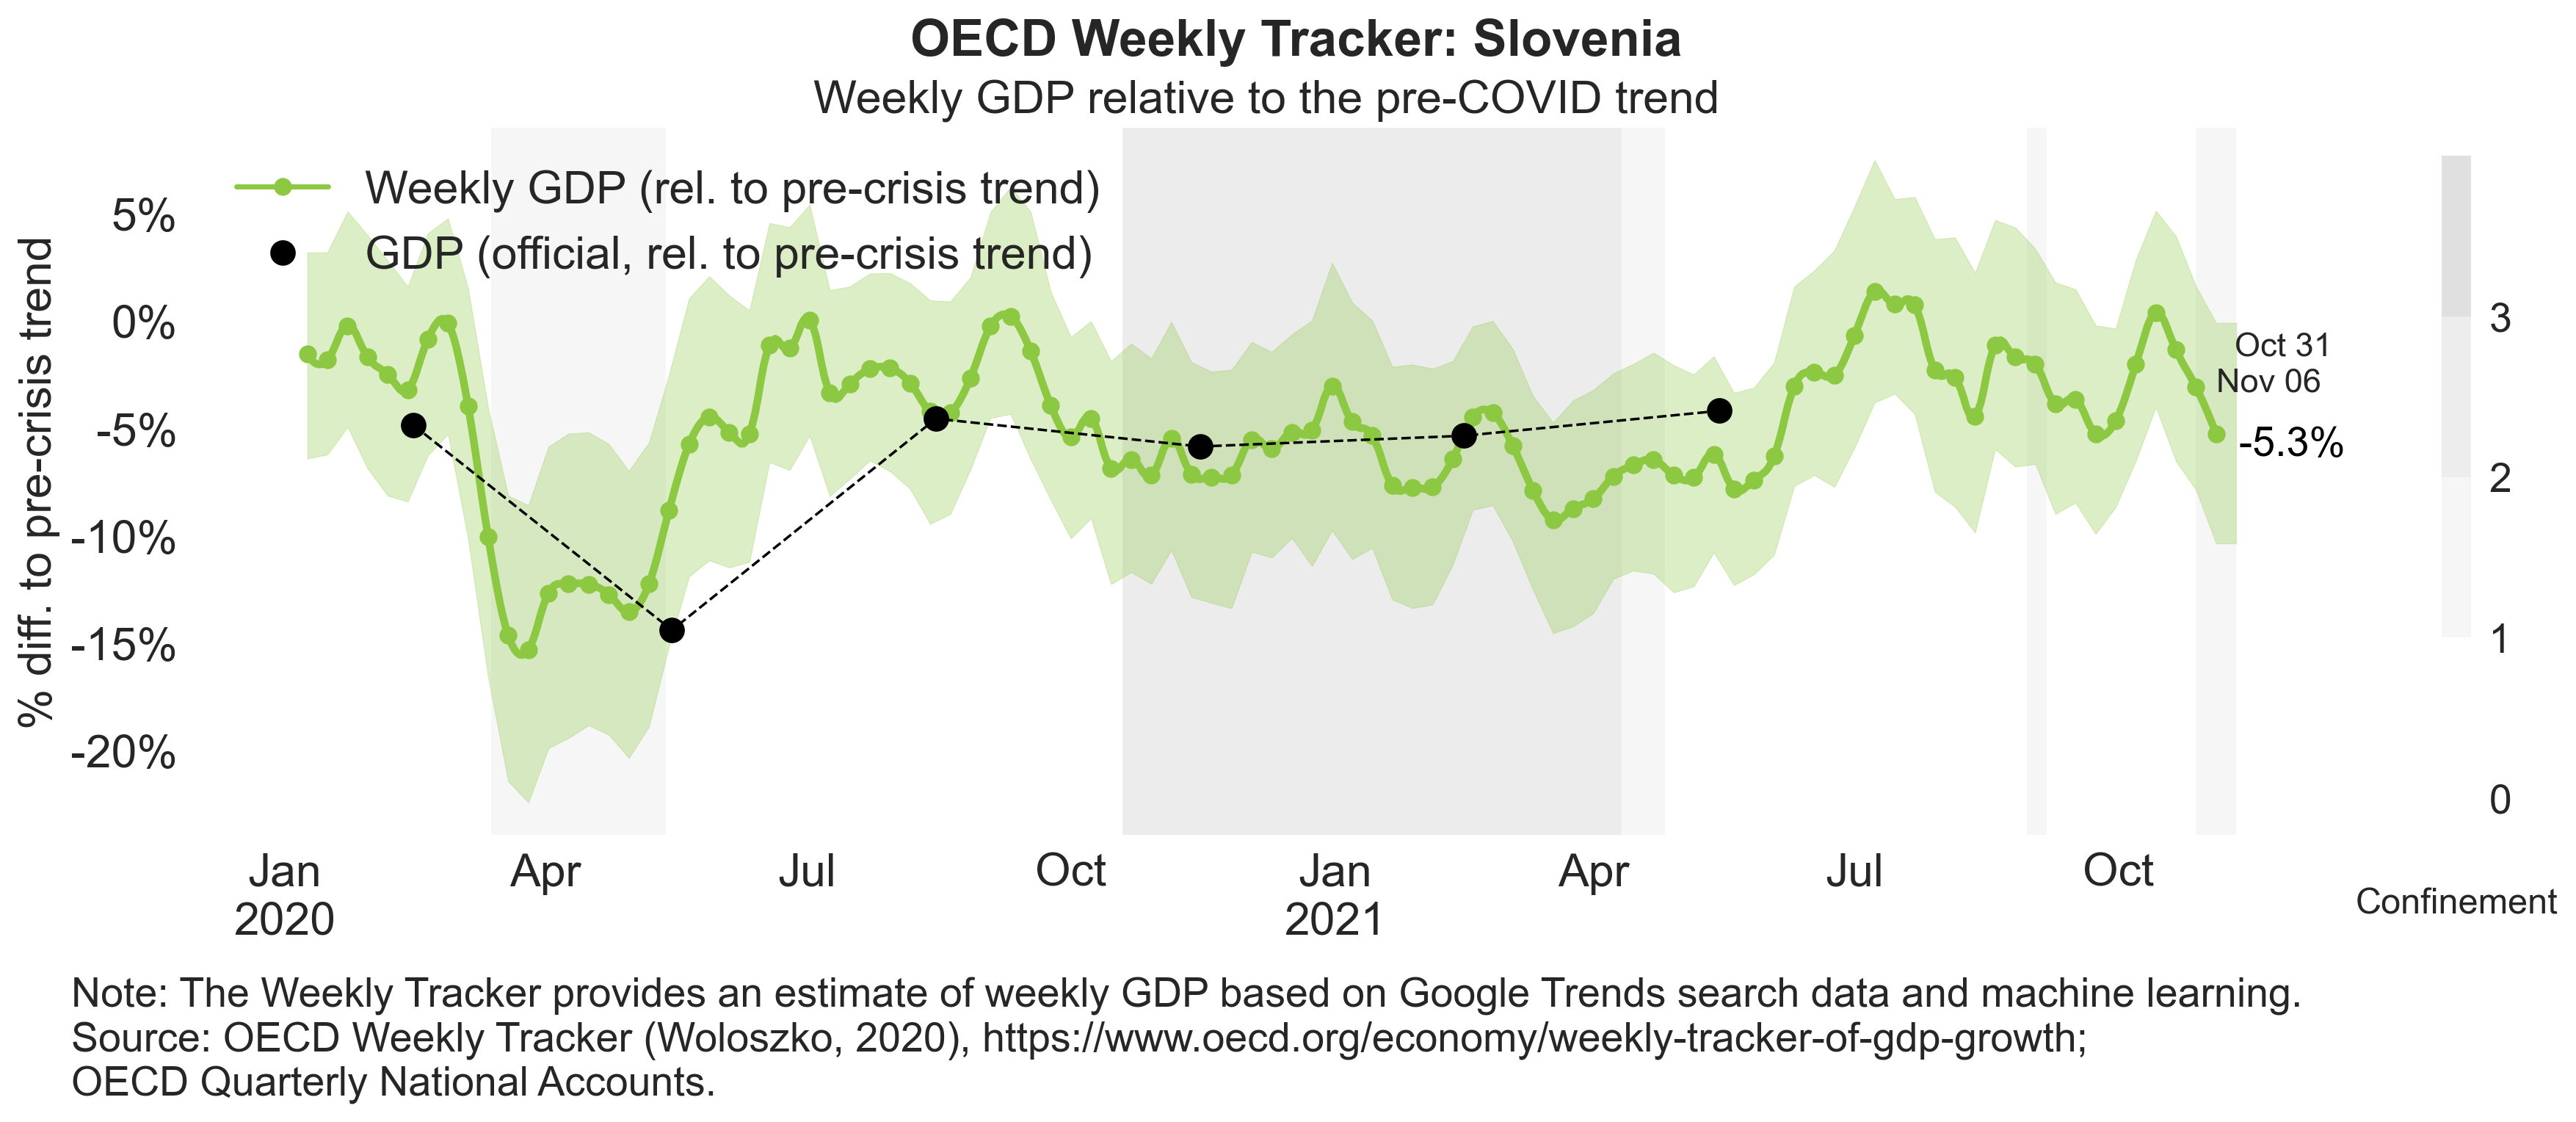 OECD Weekly Tracker: Slovenia
Weekly GDP relative to the pre-COVID trend
Weekly GDP (rel. to pre-crisis trend)
GDP (official, rel. to pre-crisis trend)
% diff. to pre-crisis trend
5%
0%
-5%
-10%
-15%
-20%
Oct 31
Nov 06
-5.3%
3
2
1
0
Confinement
Jan
2020
Apr
Jul
Oct
Jan
2021
Apr
Jul
Oct
Note: The Weekly Tracker provides an estimate of weekly GDP based on Google Trends search data and machine learning.
Source: OECD Weekly Tracker (Woloszko, 2020), https://www.oecd.org/economy/weekly-tracker-of-gdp-growth;
OECD Quarterly National Accounts.